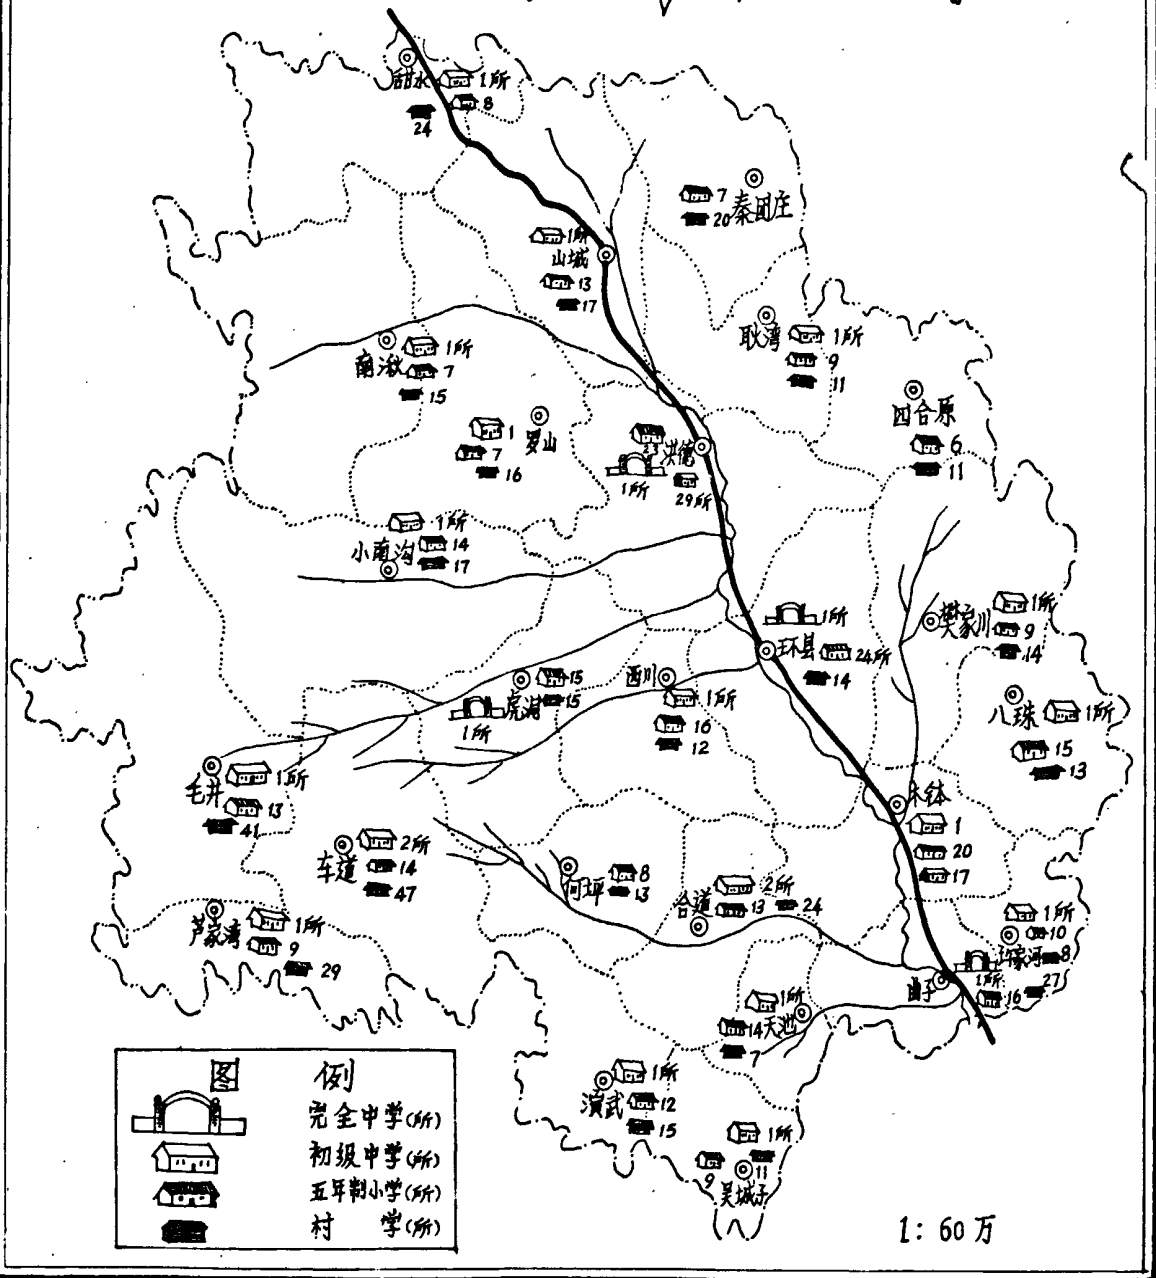 甜水 1所
8
24
7
20 秦团庄
1所
山城
13
17
耿湾 1所
9
11
南湫 1所
7
15
四合原
6
11
罗山
1
7
16
洪德
23
1所
29所
1所
小南沟 14
17
1所
环县 24所
14
樊家川 1所
9
14
虎洞 15
15
1所
西川
1所
16
12
八珠 1所
15
13
毛井 1所
13
41
木钵
1
20
17
车道 2所
14
47
何坪 8
13
合道 2所
13 24
芦家湾 1所
9
29
1所
10
许家河 8
曲子 1所
16 27
1所
14 天池
7
演武 1所
12
15
1所
11
9
吴城子
图 例
完全中学(所)
初级中学(所)
五年制小学(所)
村 学(所)
1:60万